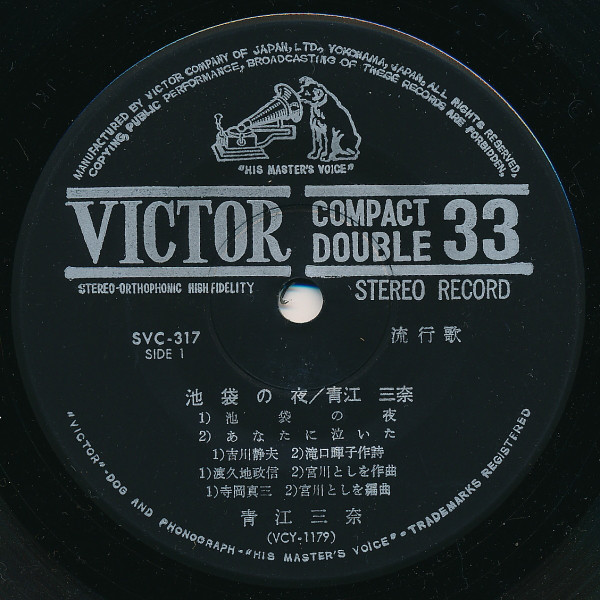 MANUFACTURED BY VICTOR COMPANY OF JAPAN, LTD., YOKOHAMA, JAPAN. ALL RIGHTS RESERVED.
COPYING, PUBLIC PERFORMANCE, BROADCASTING OF THESE RECORDS ARE FORBIDDEN.
"HIS MASTER'S VOICE"
VICTOR
COMPACT DOUBLE 33
STEREO-ORTHOPHONIC HIGH FIDELITY
STEREO RECORD
SVC-317
SIDE 1
流行歌
池袋の夜/青江三奈
1) 池袋の夜
2) あなたに泣いた
1)吉川静夫 2)滝口暉子作詩
1)渡久地政信 2)宮川としを作曲
1)寺岡真三 2)宮川としを編曲
青江三奈
(VCY-1179)
"VICTOR"-DOG AND PHONOGRAPH-"HIS MASTER'S VOICE"-TRADEMARKS REGISTERED